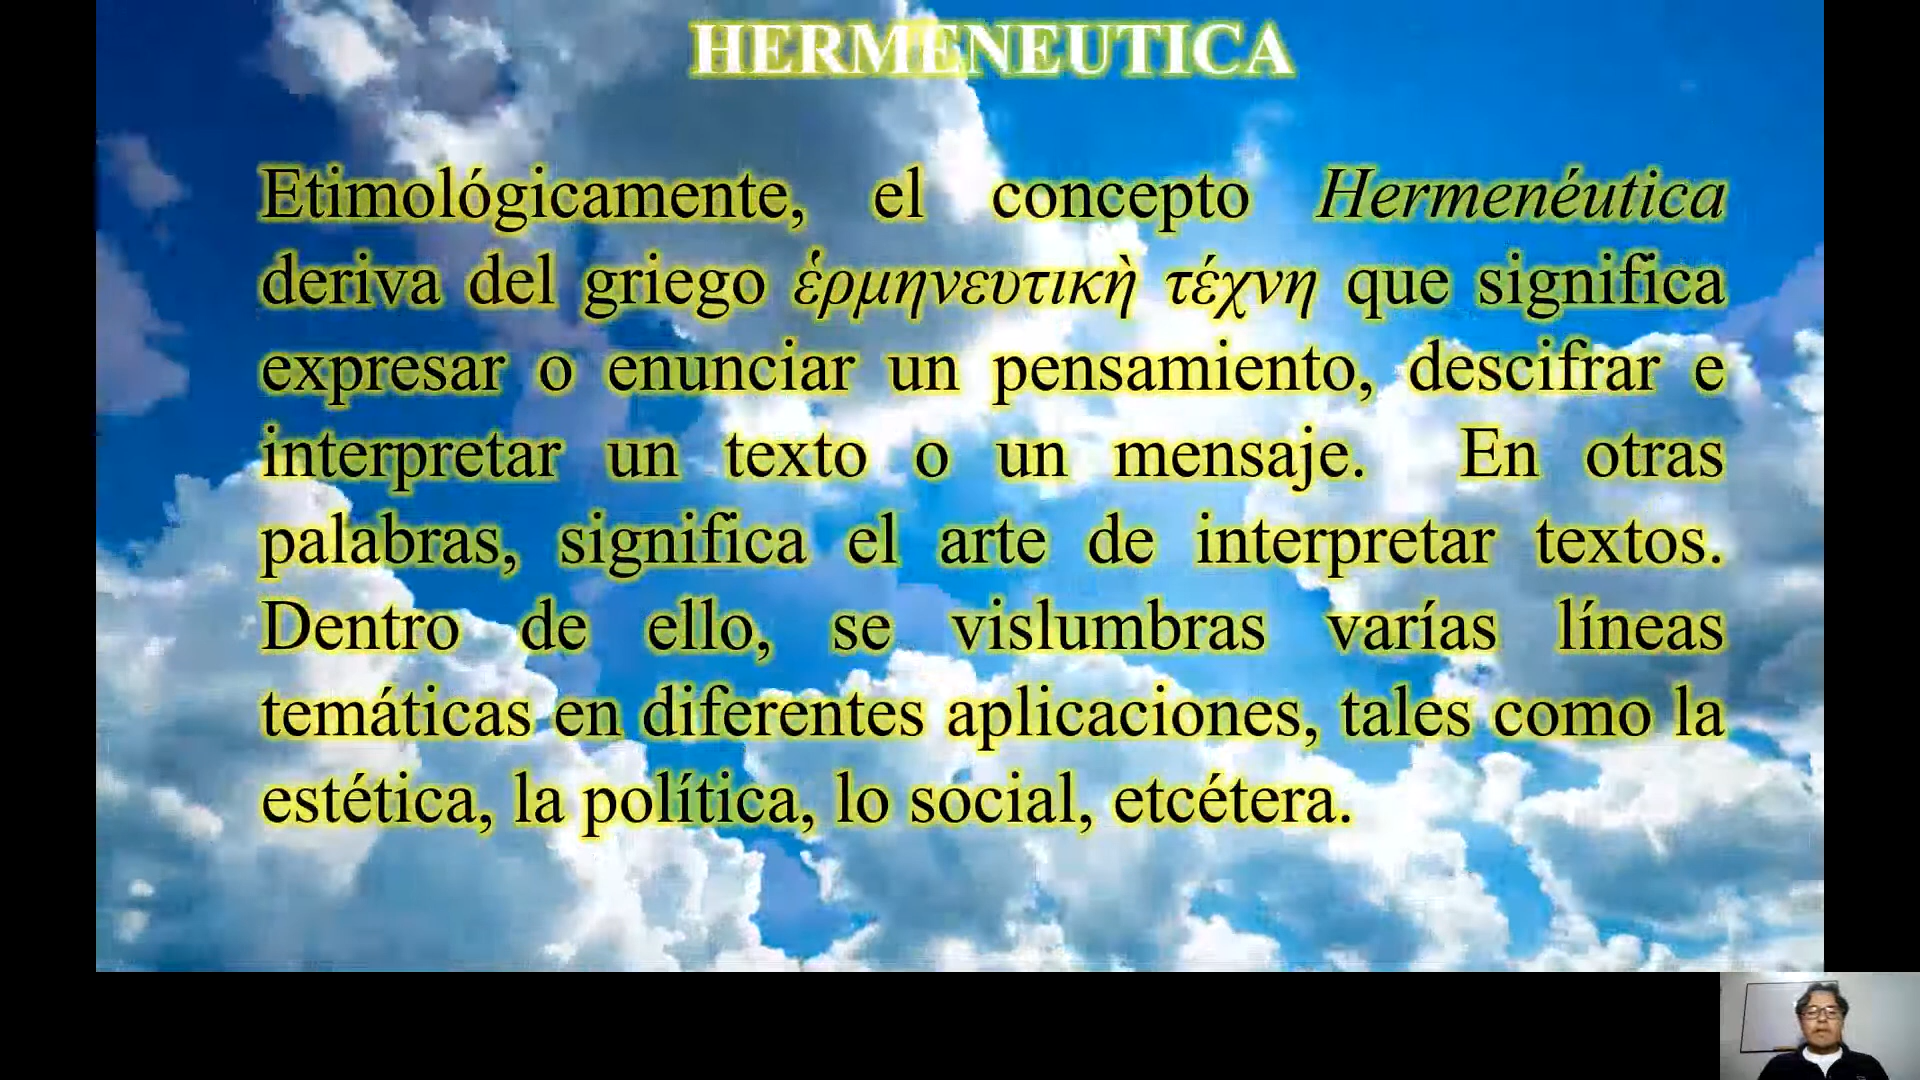 HERMENEUTICA
Etimológicamente, el concepto Hermenéutica
deriva del griego ἑρμηνευτικὴ τέχνη que significa
expresar o enunciar un pensamiento, descifrar e
interpretar un texto o un mensaje. En otras
palabras, significa el arte de interpretar textos.
Dentro de ello, se vislumbras varías líneas
temáticas en diferentes aplicaciones, tales como la
estética, la política, lo social, etcétera.